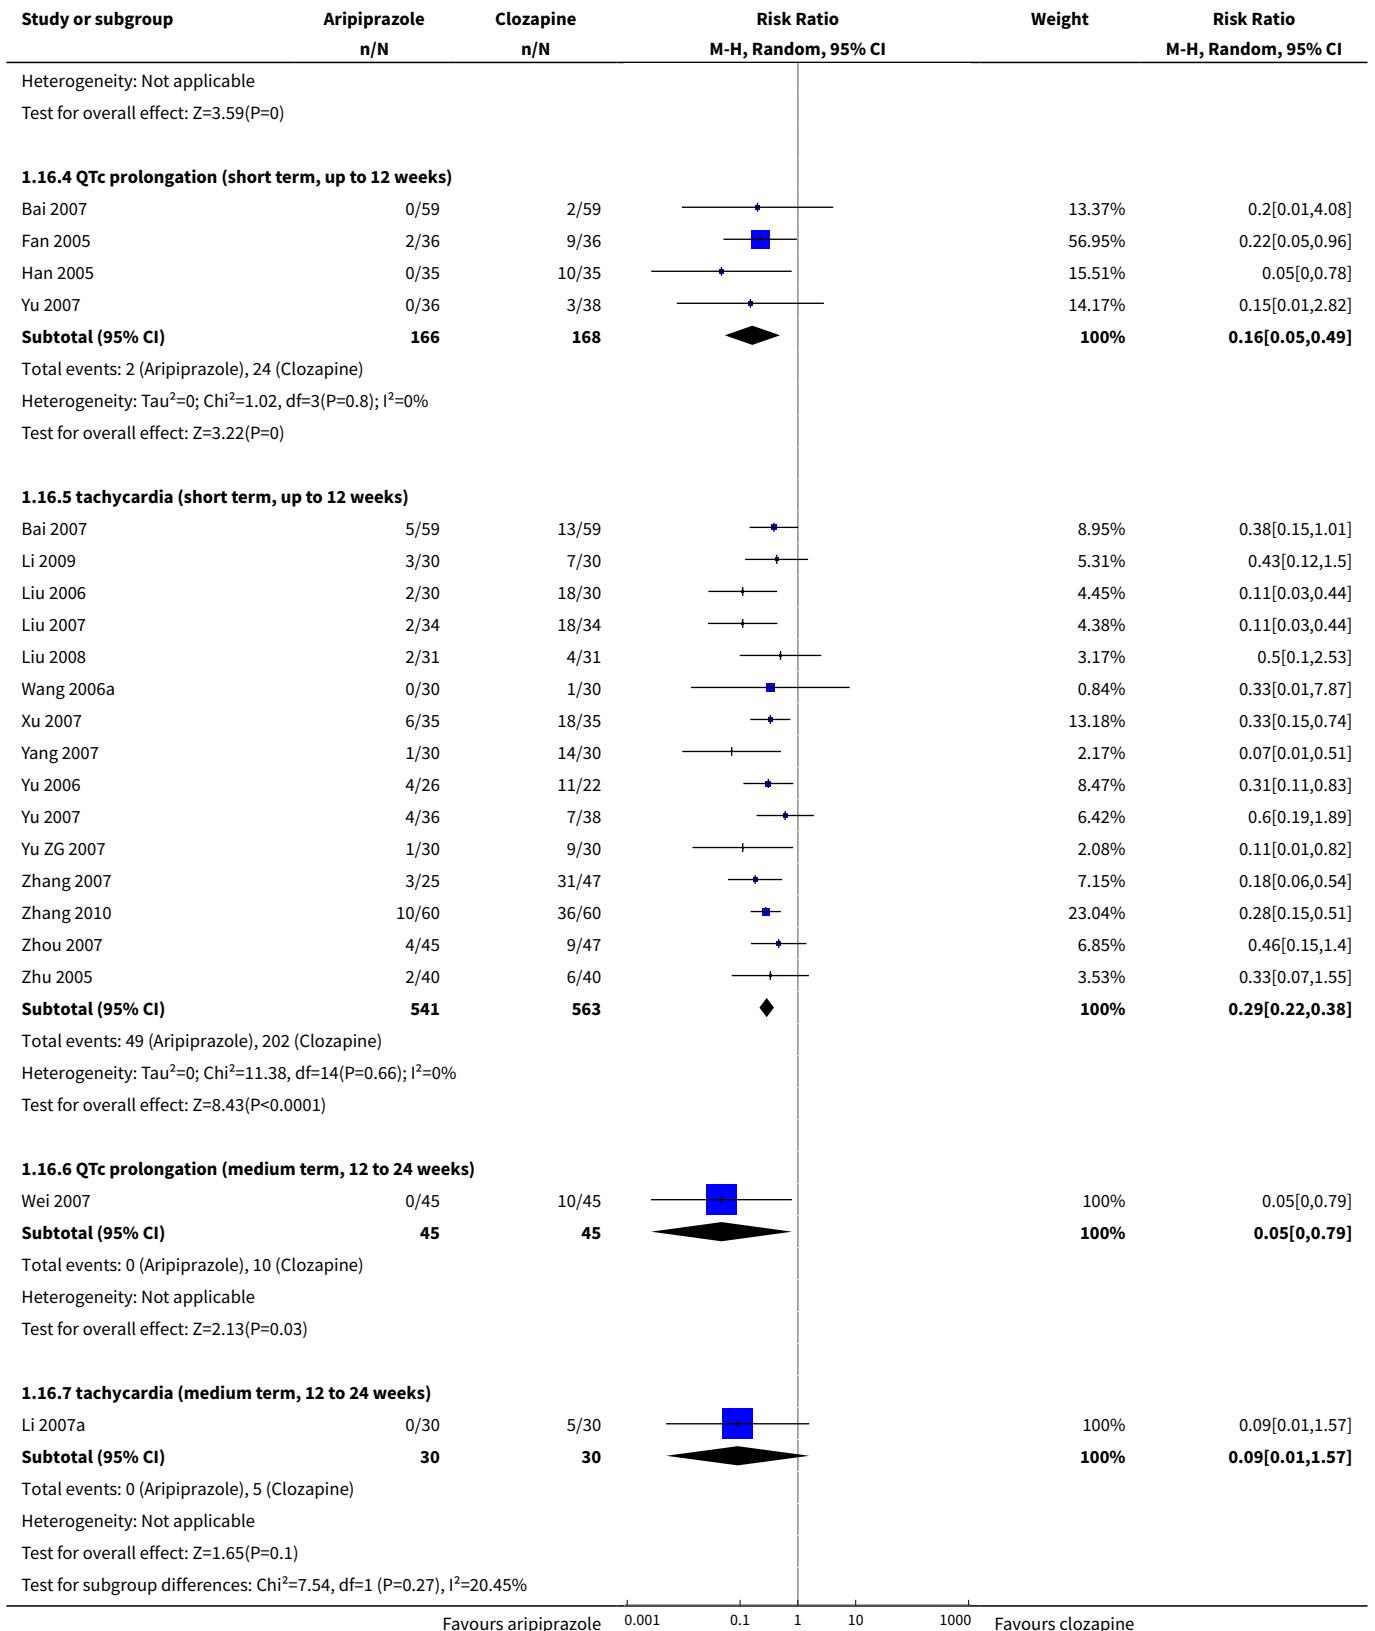 Study or subgroup Aripiprazole Clozapine Risk Ratio Weight Risk Ratio
n/N n/N M-H, Random, 95% CI M-H, Random, 95% CI
Heterogeneity: Not applicable
Test for overall effect: Z=3.59(P=0)
1.16.4 QTc prolongation (short term, up to 12 weeks)
Bai 2007 0/59 2/59 13.37% 0.2[0.01,4.08]
Fan 2005 2/36 9/36 56.95% 0.22[0.05,0.96]
Han 2005 0/35 10/35 15.51% 0.05[0,0.78]
Yu 2007 0/36 3/38 14.17% 0.15[0.01,2.82]
Subtotal (95% CI) 166 168 100% 0.16[0.05,0.49]
Total events: 2 (Aripiprazole), 24 (Clozapine)
Heterogeneity: Tau²=0; Chi²=1.02, df=3(P=0.8); I²=0%
Test for overall effect: Z=3.22(P=0)
1.16.5 tachycardia (short term, up to 12 weeks)
Bai 2007 5/59 13/59 8.95% 0.38[0.15,1.01]
Li 2009 3/30 7/30 5.31% 0.43[0.12,1.5]
Liu 2006 2/30 18/30 4.45% 0.11[0.03,0.44]
Liu 2007 2/34 18/34 4.38% 0.11[0.03,0.44]
Liu 2008 2/31 4/31 3.17% 0.5[0.1,2.53]
Wang 2006a 0/30 1/30 0.84% 0.33[0.01,7.87]
Xu 2007 6/35 18/35 13.18% 0.33[0.15,0.74]
Yang 2007 1/30 14/30 2.17% 0.07[0.01,0.51]
Yu 2006 4/26 11/22 8.47% 0.31[0.11,0.83]
Yu 2007 4/36 7/38 6.42% 0.6[0.19,1.89]
Yu ZG 2007 1/30 9/30 2.08% 0.11[0.01,0.82]
Zhang 2007 3/25 31/47 7.15% 0.18[0.06,0.54]
Zhang 2010 10/60 36/60 23.04% 0.28[0.15,0.51]
Zhou 2007 4/45 9/47 6.85% 0.46[0.15,1.4]
Zhu 2005 2/40 6/40 3.53% 0.33[0.07,1.55]
Subtotal (95% CI) 541 563 100% 0.29[0.22,0.38]
Total events: 49 (Aripiprazole), 202 (Clozapine)
Heterogeneity: Tau²=0; Chi²=11.38, df=14(P=0.66); I²=0%
Test for overall effect: Z=8.43(P<0.0001)
1.16.6 QTc prolongation (medium term, 12 to 24 weeks)
Wei 2007 0/45 10/45 100% 0.05[0,0.79]
Subtotal (95% CI) 45 45 100% 0.05[0,0.79]
Total events: 0 (Aripiprazole), 10 (Clozapine)
Heterogeneity: Not applicable
Test for overall effect: Z=2.13(P=0.03)
1.16.7 tachycardia (medium term, 12 to 24 weeks)
Li 2007a 0/30 5/30 100% 0.09[0.01,1.57]
Subtotal (95% CI) 30 30 100% 0.09[0.01,1.57]
Total events: 0 (Aripiprazole), 5 (Clozapine)
Heterogeneity: Not applicable
Test for overall effect: Z=1.65(P=0.1)
Test for subgroup differences: Chi²=7.54, df=1 (P=0.27), I²=20.45%
Favours aripiprazole 0.001 0.1 1 10 1000 Favours clozapine